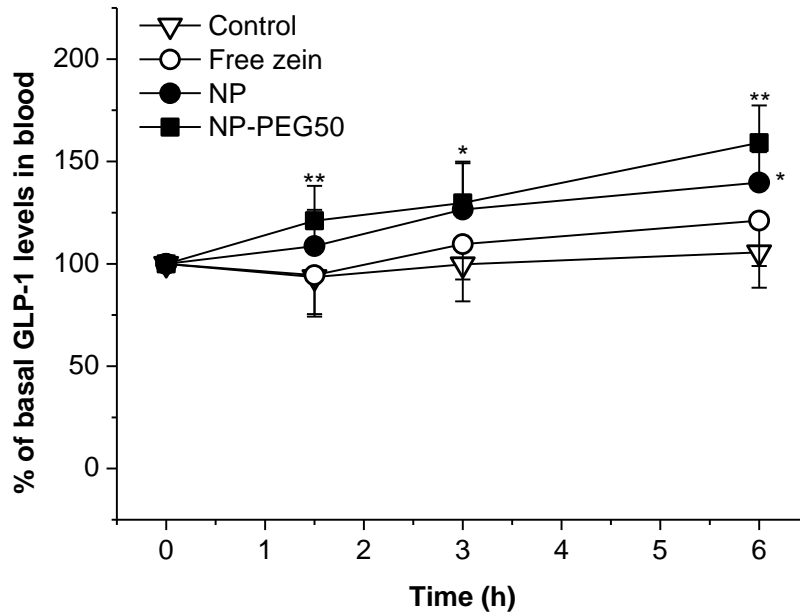 Control
Free zein
NP
NP-PEG50
200
150
100
50
0
**
*
**
*
0 1 2 3 4 5 6
% of basal GLP-1 levels in blood
Time (h)